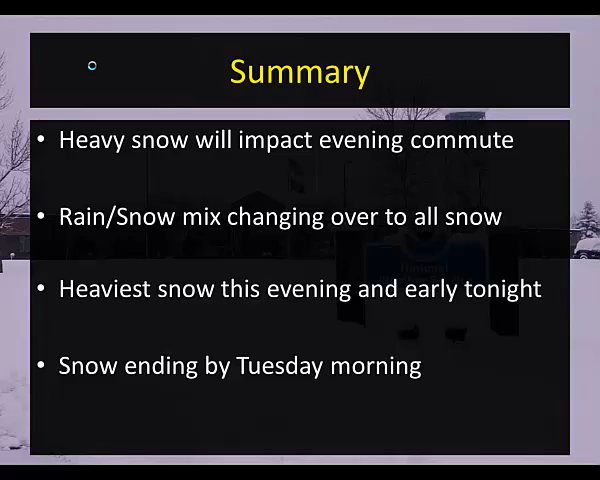 Summary
• Heavy snow will impact evening commute
• Rain/Snow mix changing over to all snow
• Heaviest snow this evening and early tonight
• Snow ending by Tuesday morning